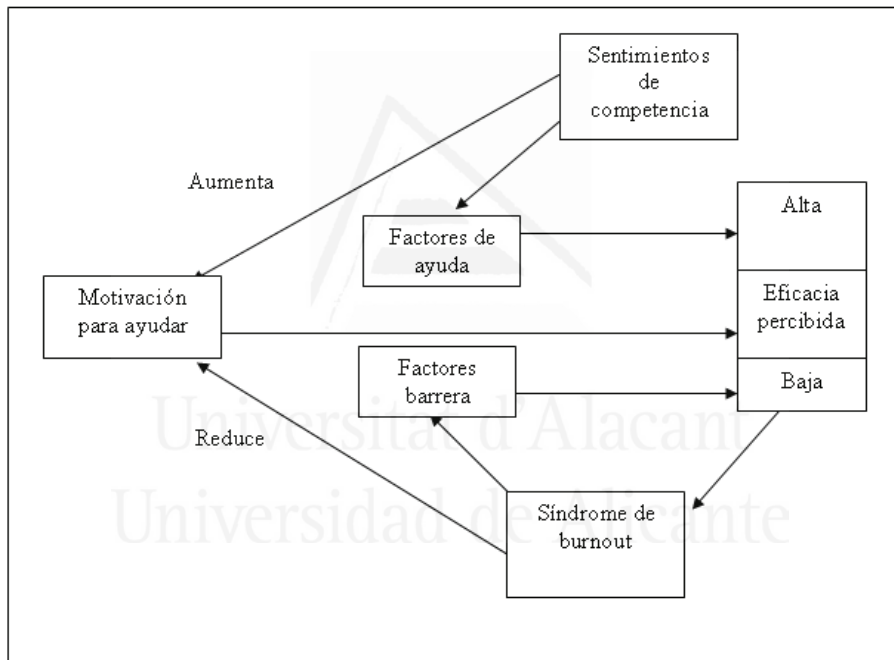 Sentimientos
de
competencia
Aumenta
Alta
Factores de
ayuda
Motivación
para ayudar
Eficacia
percibida
Factores
barrera
Baja
Universitat d'Alacant
Reduce
Universidad de Alicante
Síndrome de
burnout